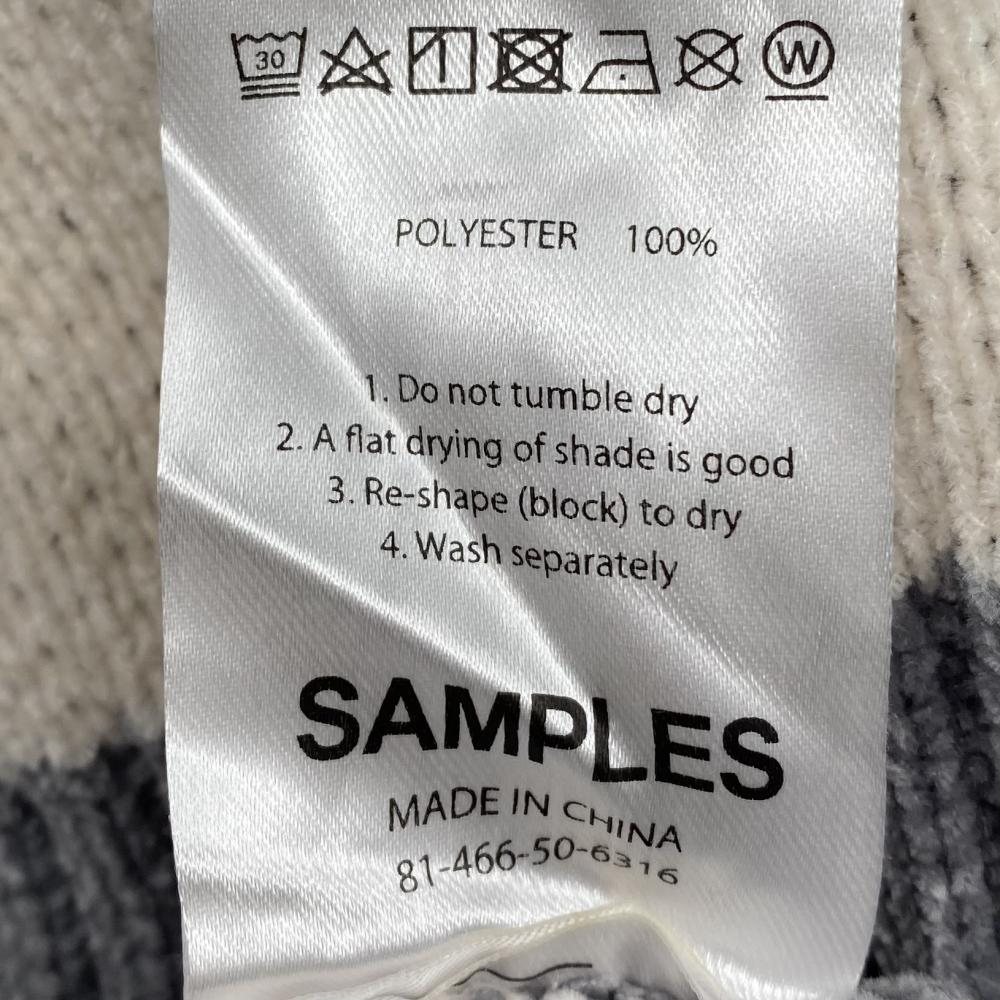 30 W
POLYESTER 100%
1. Do not tumble dry
2. A flat drying of shade is good
3. Re-shape (block) to dry
4. Wash separately
SAMPLES
MADE IN CHINA
81-466-50-6316